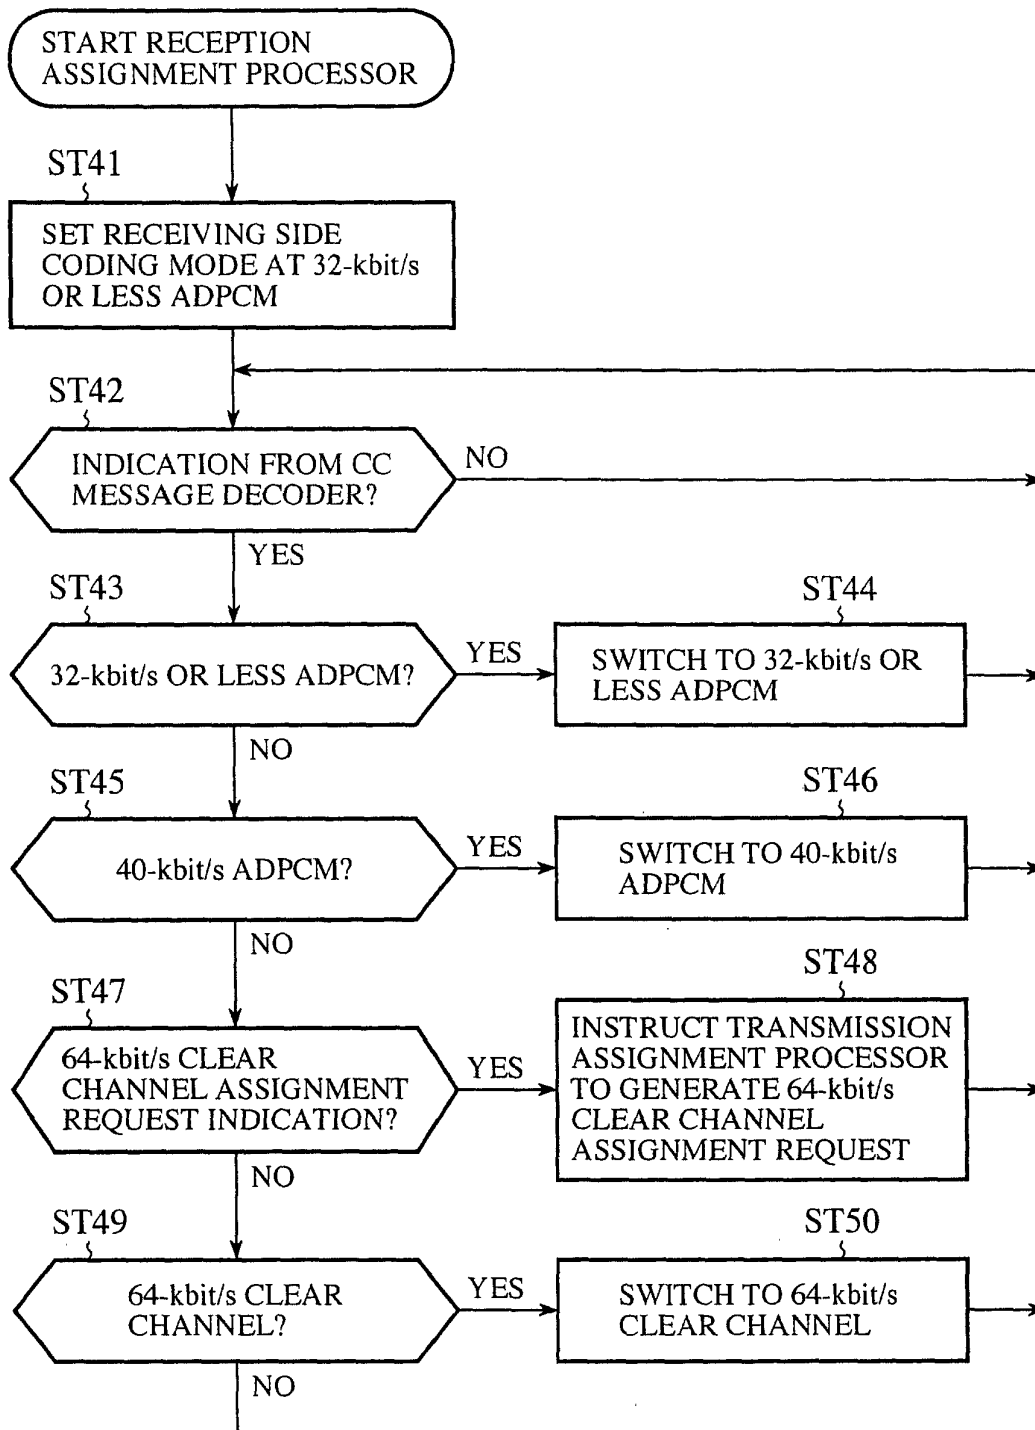 START RECEPTION
ASSIGNMENT PROCESSOR
ST41
SET RECEIVING SIDE
CODING MODE AT 32-kbit/s
OR LESS ADPCM
ST42
INDICATION FROM CC
MESSAGE DECODER?
NO
YES
ST43
32-kbit/s OR LESS ADPCM?
YES
NO
ST44
SWITCH TO 32-kbit/s OR
LESS ADPCM
ST45
40-kbit/s ADPCM?
YES
NO
ST46
SWITCH TO 40-kbit/s
ADPCM
ST47
64-kbit/s CLEAR
CHANNEL ASSIGNMENT
REQUEST INDICATION?
YES
NO
ST48
INSTRUCT TRANSMISSION
ASSIGNMENT PROCESSOR
TO GENERATE 64-kbit/s
CLEAR CHANNEL
ASSIGNMENT REQUEST
ST49
64-kbit/s CLEAR
CHANNEL?
YES
NO
ST50
SWITCH TO 64-kbit/s
CLEAR CHANNEL